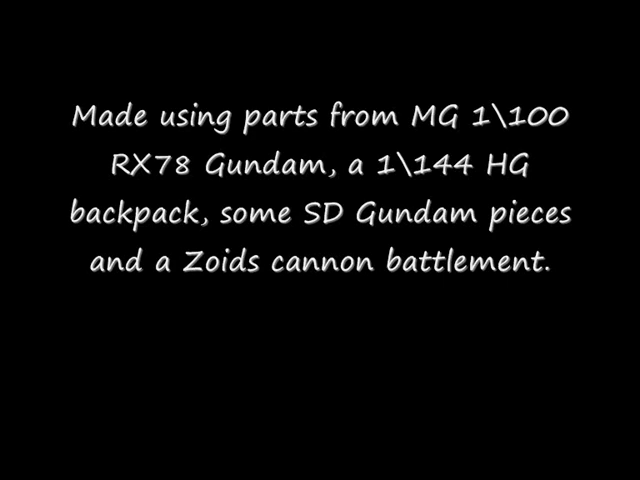 Made using parts from MG 1\100
RX78 Gundam, a 1\144 HG
backpack, some SD Gundam pieces
and a Zoids cannon battlement.